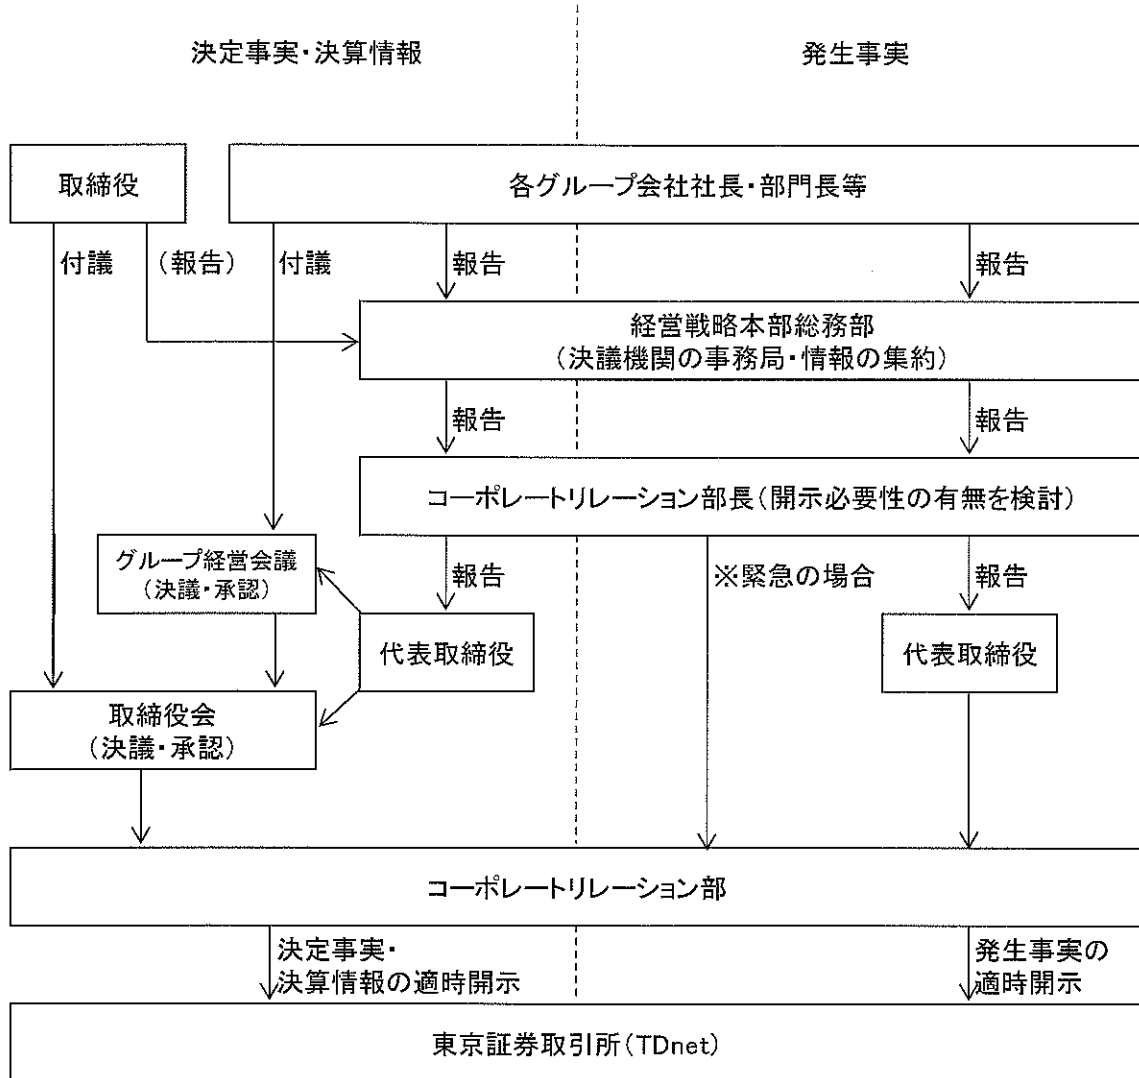 決定事実・決算情報
発生事実
取締役
各グループ会社社長・部門長等
付議
(報告)
付議
報告
報告
経営戦略本部総務部
(決議機関の事務局・情報の集約)
報告
報告
コーポレートリレーション部長(開示必要性の有無を検討)
グループ経営会議
(決議・承認)
報告
※緊急の場合
報告
代表取締役
代表取締役
取締役会
(決議・承認)
コーポレートリレーション部
決定事実・
決算情報の適時開示
発生事実の
適時開示
東京証券取引所(TDnet)